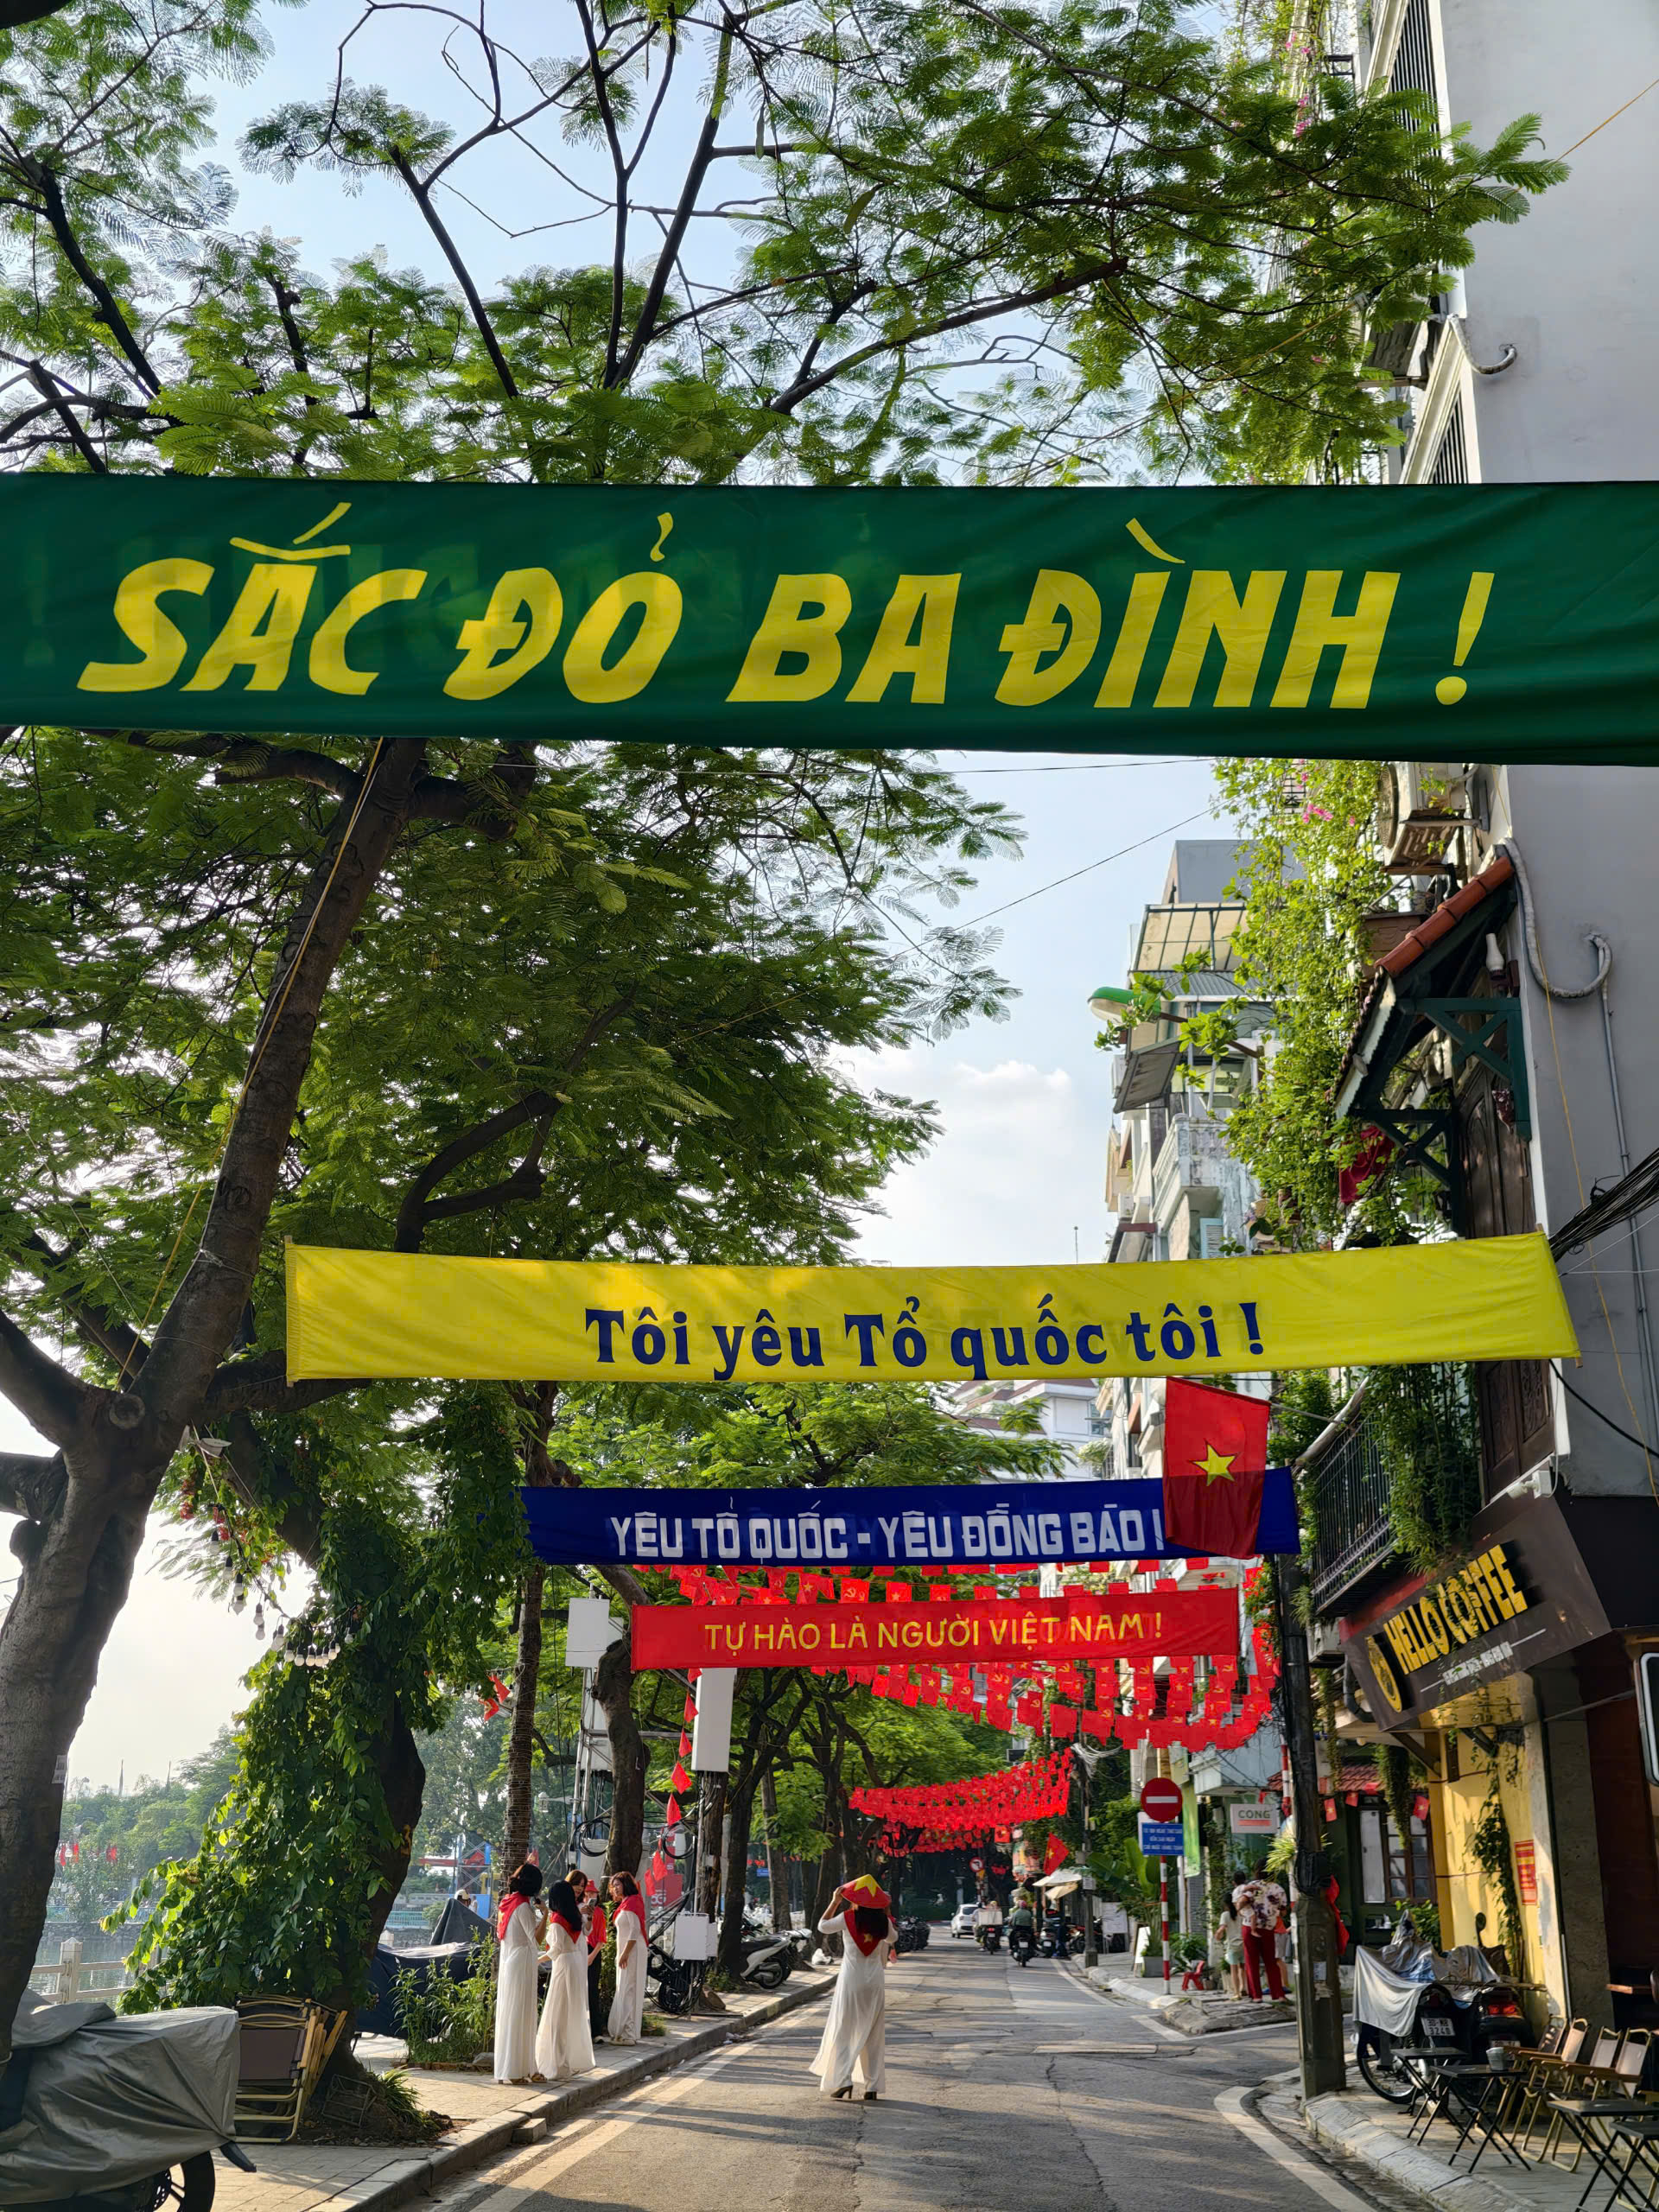 SẮC ĐỎ BA ĐÌNH !
Tôi yêu Tổ quốc tôi !
YÊU TỔ QUỐC - YÊU ĐỒNG BÀO !
TỰ HÀO LÀ NGƯỜI VIỆT NAM !
HELLO COFFEE
CONG